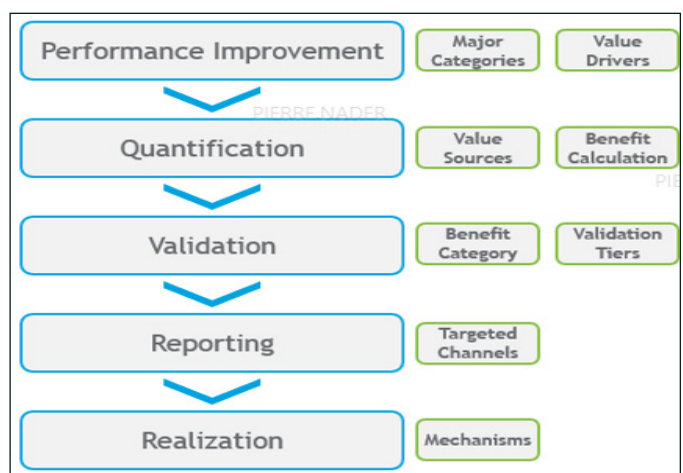 Performance Improvement
Major
Categories
Value
Drivers
PIERRE NADER
Quantification
Value
Sources
Benefit
Calculation
PIE
Validation
Benefit
Category
Validation
Tiers
Reporting
Targeted
Channels
Realization
Mechanisms